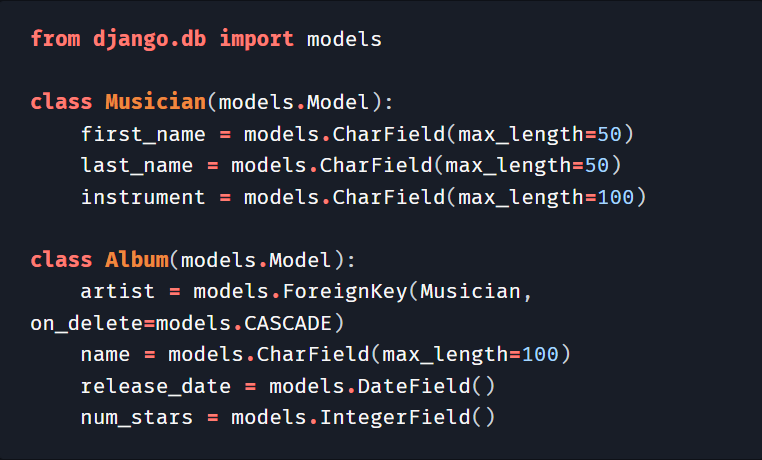 from django.db import models
class Musician(models.Model):
    first_name = models.CharField(max_length=50)
    last_name = models.CharField(max_length=50)
    instrument = models.CharField(max_length=100)
class Album(models.Model):
    artist = models.ForeignKey(Musician,
on_delete=models.CASCADE)
    name = models.CharField(max_length=100)
    release_date = models.DateField()
    num_stars = models.IntegerField()